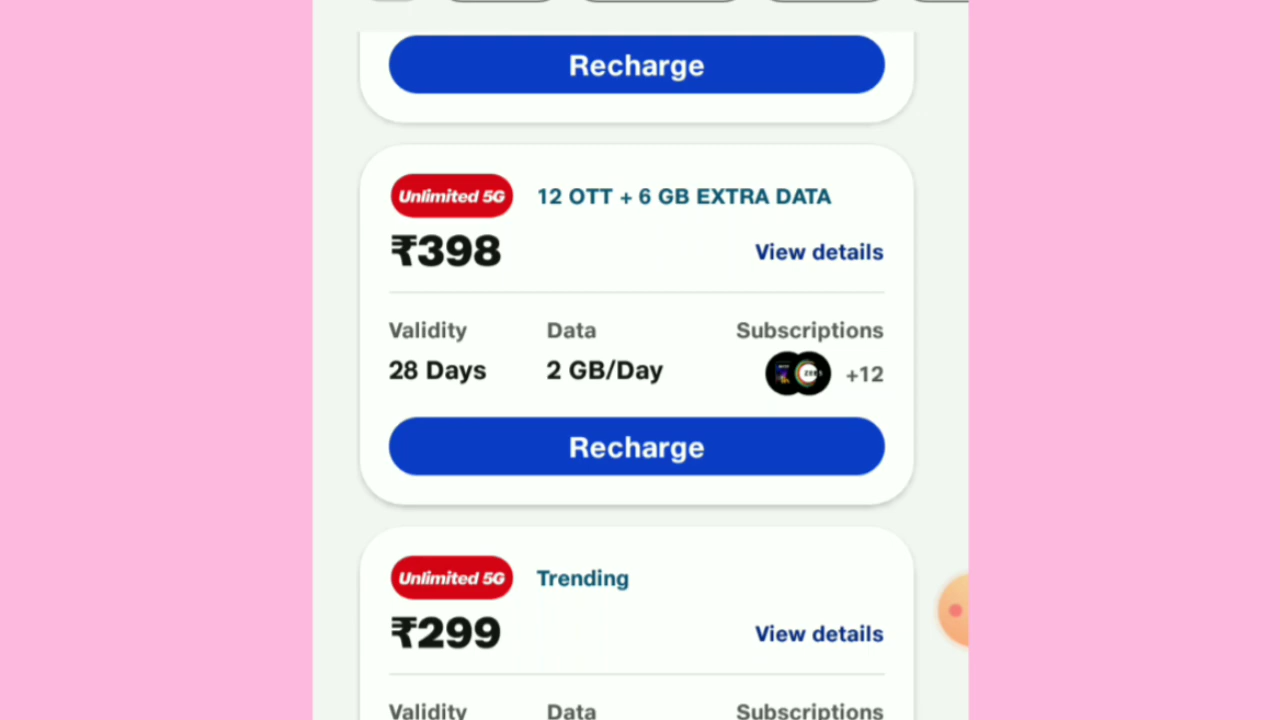 Recharge
Unlimited 5G 12 OTT + 6 GB EXTRA DATA
₹398 View details
Validity Data Subscriptions
28 Days 2 GB/Day +12
Recharge
Unlimited 5G Trending
₹299 View details
Validity Data Subscriptions